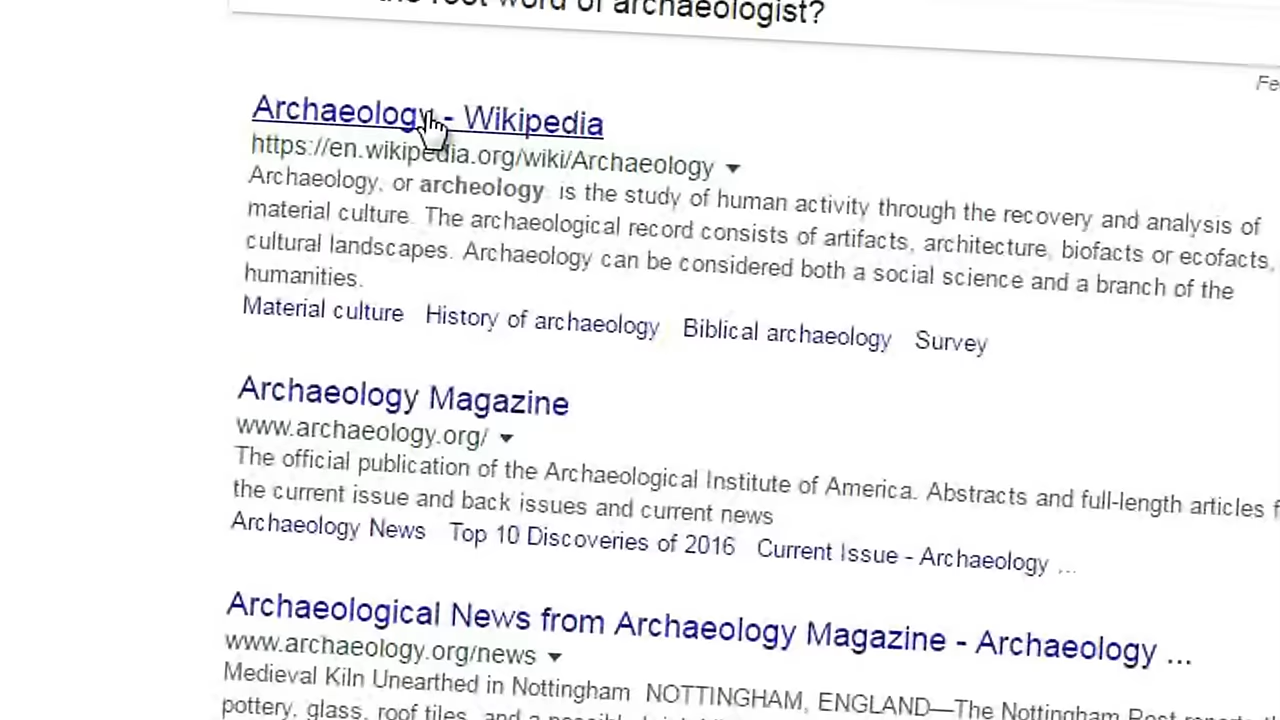 the root word of archaeologist?
Archaeology - Wikipedia
https://en.wikipedia.org/wiki/Archaeology
Archaeology, or archeology is the study of human activity through the recovery and analysis of
material culture. The archaeological record consists of artifacts, architecture, biofacts or ecofacts,
cultural landscapes. Archaeology can be considered both a social science and a branch of the
humanities.
Material culture History of archaeology Biblical archaeology Survey
Archaeology Magazine
www.archaeology.org/
The official publication of the Archaeological Institute of America. Abstracts and full-length articles
the current issue and back issues and current news
Archaeology News Top 10 Discoveries of 2016 Current Issue - Archaeology ...
Archaeological News from Archaeology Magazine - Archaeology ...
www.archaeology.org/news
Medieval Kiln Unearthed in Nottingham NOTTINGHAM, ENGLAND—The Nottingham Post
pottery, glass, roof tiles, and a